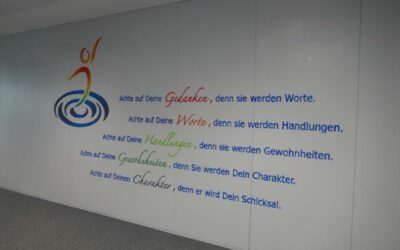 Achte auf Deine Gedanken, denn sie werden Worte.
Achte auf Deine Worte, denn sie werden Handlungen.
Achte auf Deine Handlungen, denn sie werden Gewohnheiten.
Achte auf Deine Gewohnheiten, denn Sie werden Dein Charakter.
Achte auf Deinen Charakter, denn er wird Dein Schicksal.